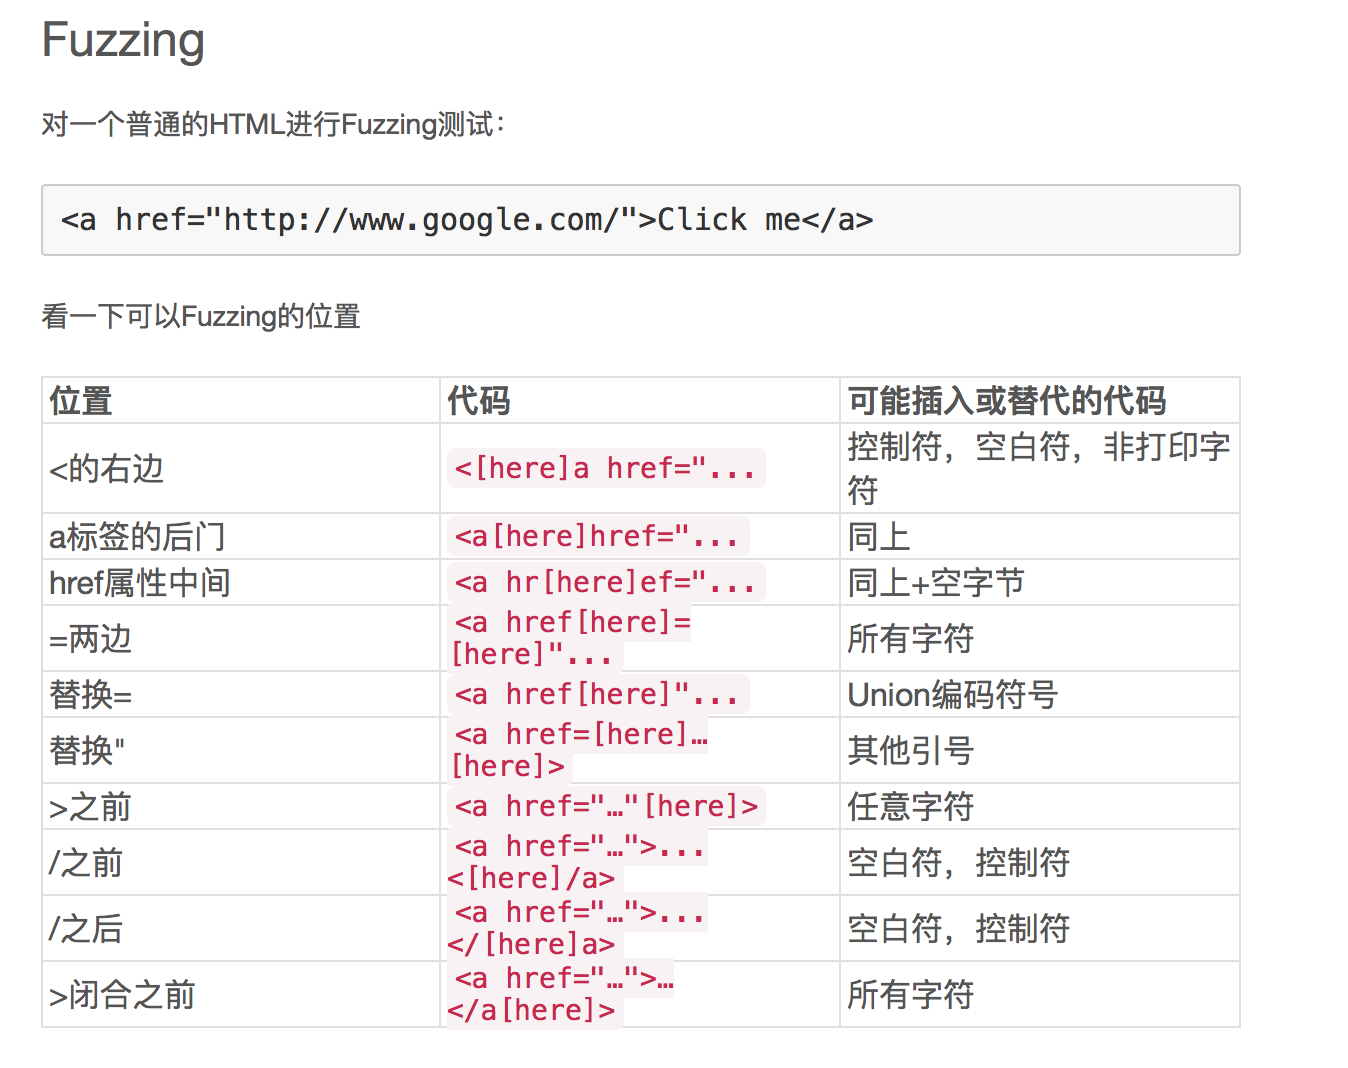 Fuzzing
对一个普通的HTML进行Fuzzing测试：
<a href="http://www.google.com/">Click me</a>
看一下可以Fuzzing的位置
位置 代码 可能插入或替代的代码
<的右边 <[here]a href="... 控制符，空白符，非打印字
符
a标签的后门 <a[here]href="... 同上
href属性中间 <a hr[here]ef="... 同上+空字节
=两边 <a href[here]=
[here]"... 所有字符
替换= <a href[here]"... Union编码符号
替换" <a href=[here]…
[here]> 其他引号
>之前 <a href="…"[here]> 任意字符
/之前 <a href="…">...
<[here]/a> 空白符，控制符
/之后 <a href="…">...
</[here]a> 空白符，控制符
>闭合之前 <a href="…">…
</a[here]> 所有字符